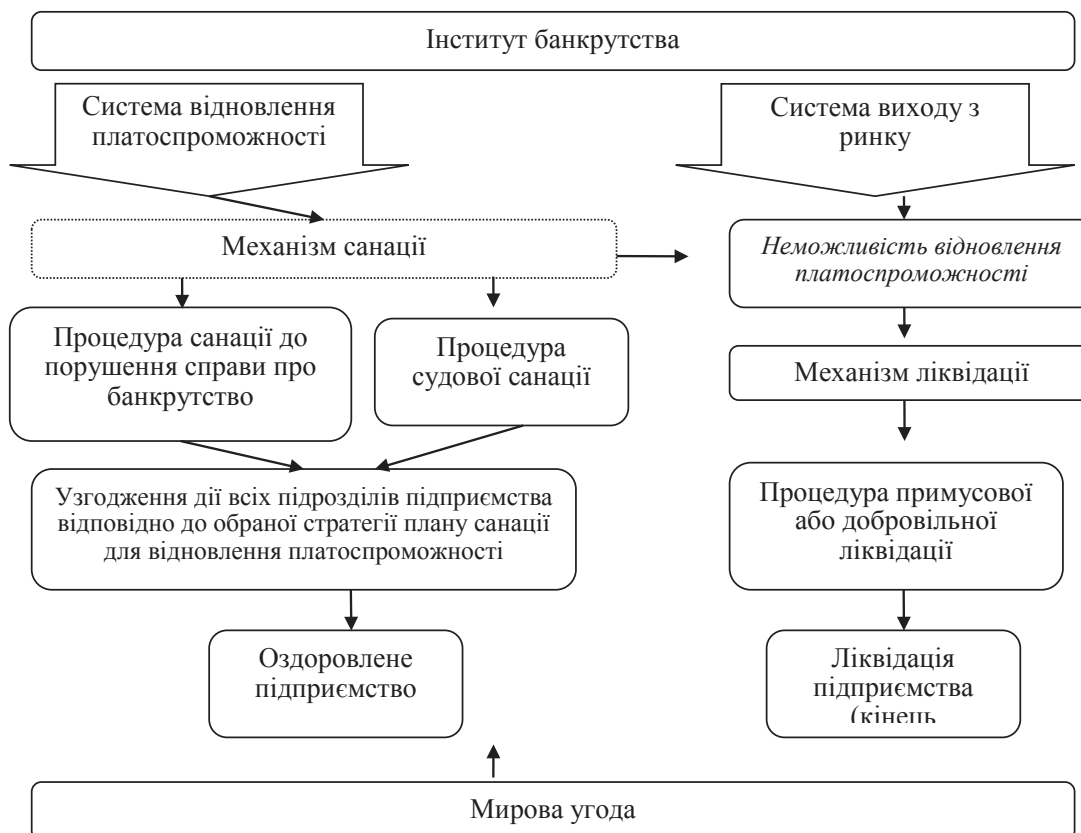 Інститут банкрутства
Система відновлення
платоспроможності
Система виходу з
ринку
Механізм санації
Неможливість відновлення
платоспроможності
Процедура санації до
порушення справи про
банкрутство
Процедура
судової санації
Механізм ліквідації
Узгодження дії всіх підрозділів підприємства
відповідно до обраної стратегії плану санації
для відновлення платоспроможності
Процедура примусової
або добровільної
ліквідації
Оздоровлене
підприємство
Ліквідація
підприємства
(кінець
Мирова угода